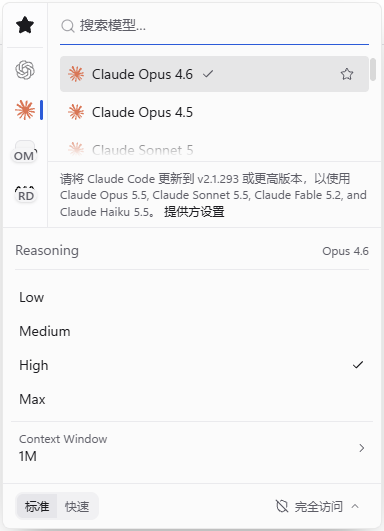 搜索模型...
Claude Opus 4.6
Claude Opus 4.5
Claude Sonnet 5
OM
RD
请将 Claude Code 更新到 v2.1.293 或更高版本，以使用
Claude Opus 5.5, Claude Sonnet 5.5, Claude Fable 5.2, and
Claude Haiku 5.5。 提供方设置
Reasoning Opus 4.6
Low
Medium
High
Max
Context Window
1M
标准 快速 完全访问